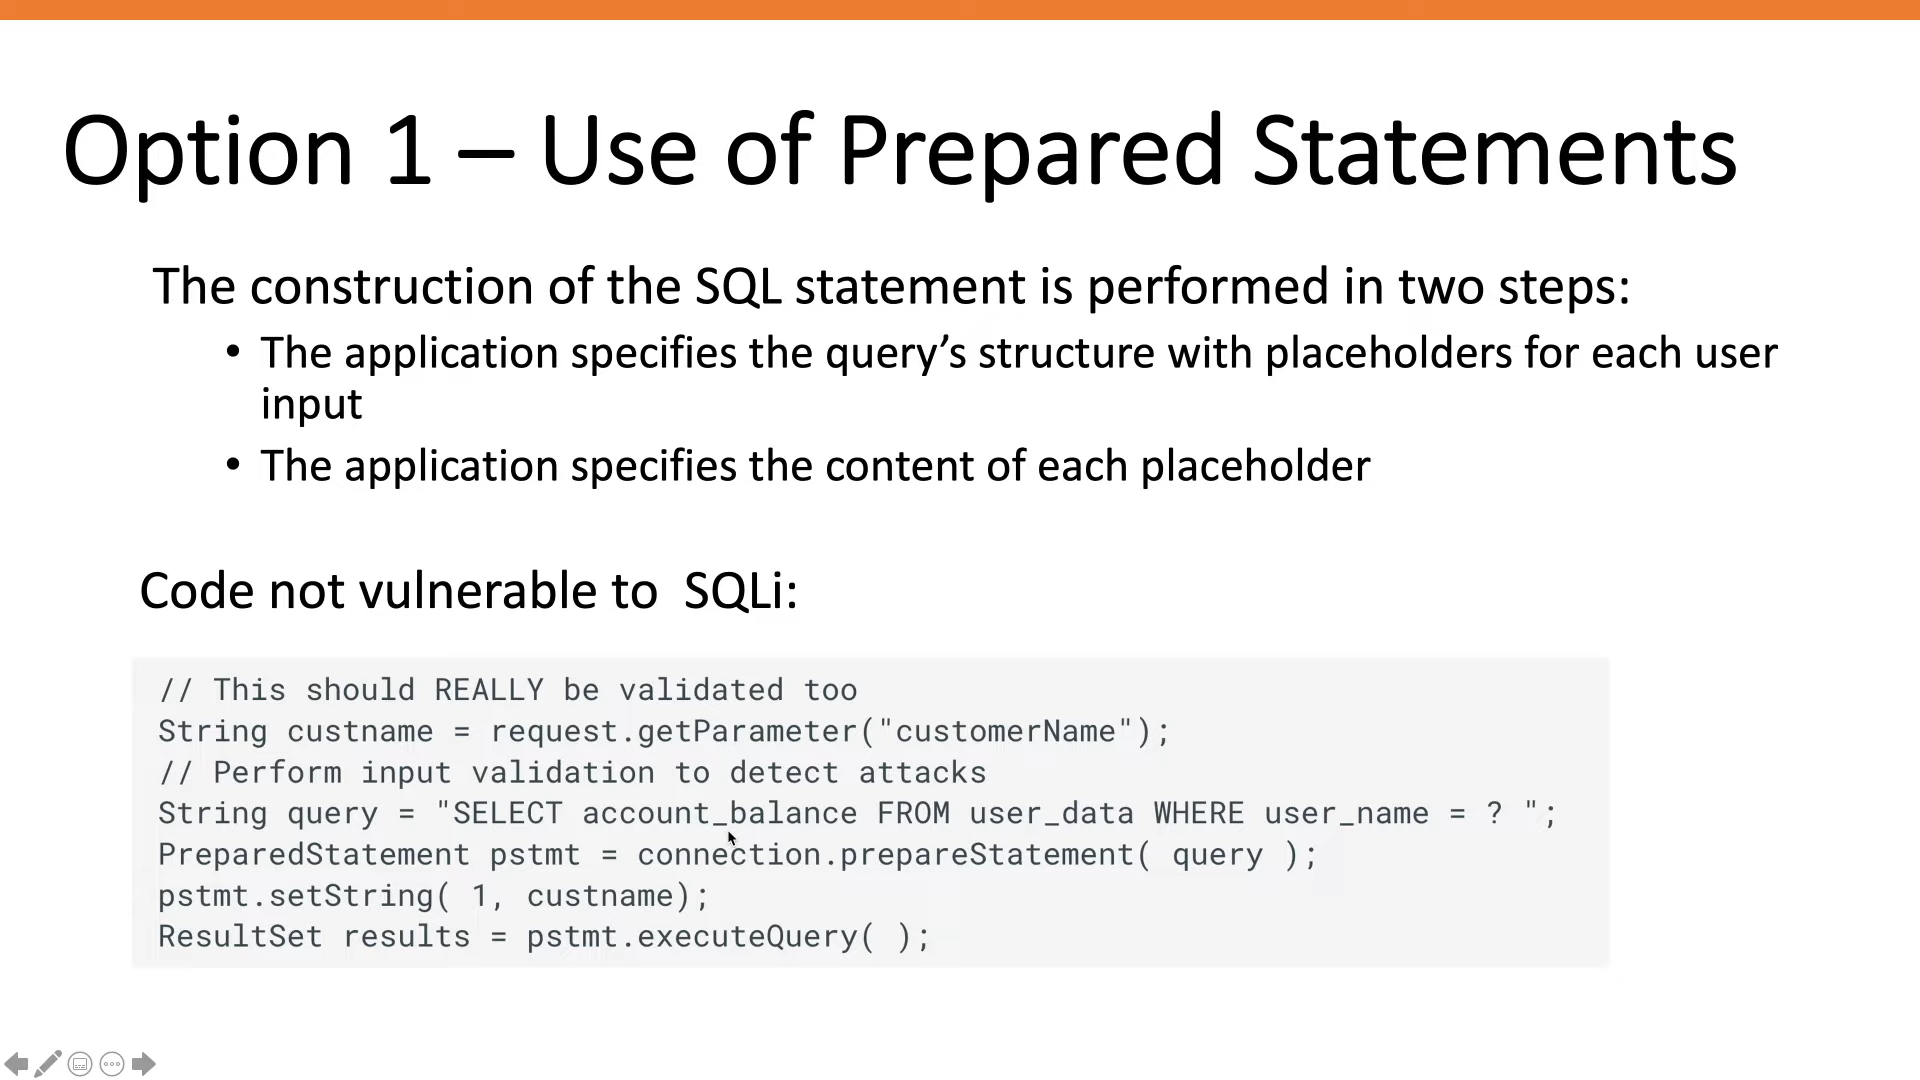 Option 1 – Use of Prepared Statements
The construction of the SQL statement is performed in two steps:
• The application specifies the query’s structure with placeholders for each user
input
• The application specifies the content of each placeholder
Code not vulnerable to  SQLi:
// This should REALLY be validated too
String custname = request.getParameter("customerName");
// Perform input validation to detect attacks
String query = "SELECT account_balance FROM user_data WHERE user_name = ? ";
PreparedStatement pstmt = connection.prepareStatement( query );
pstmt.setString( 1, custname);
ResultSet results = pstmt.executeQuery( );